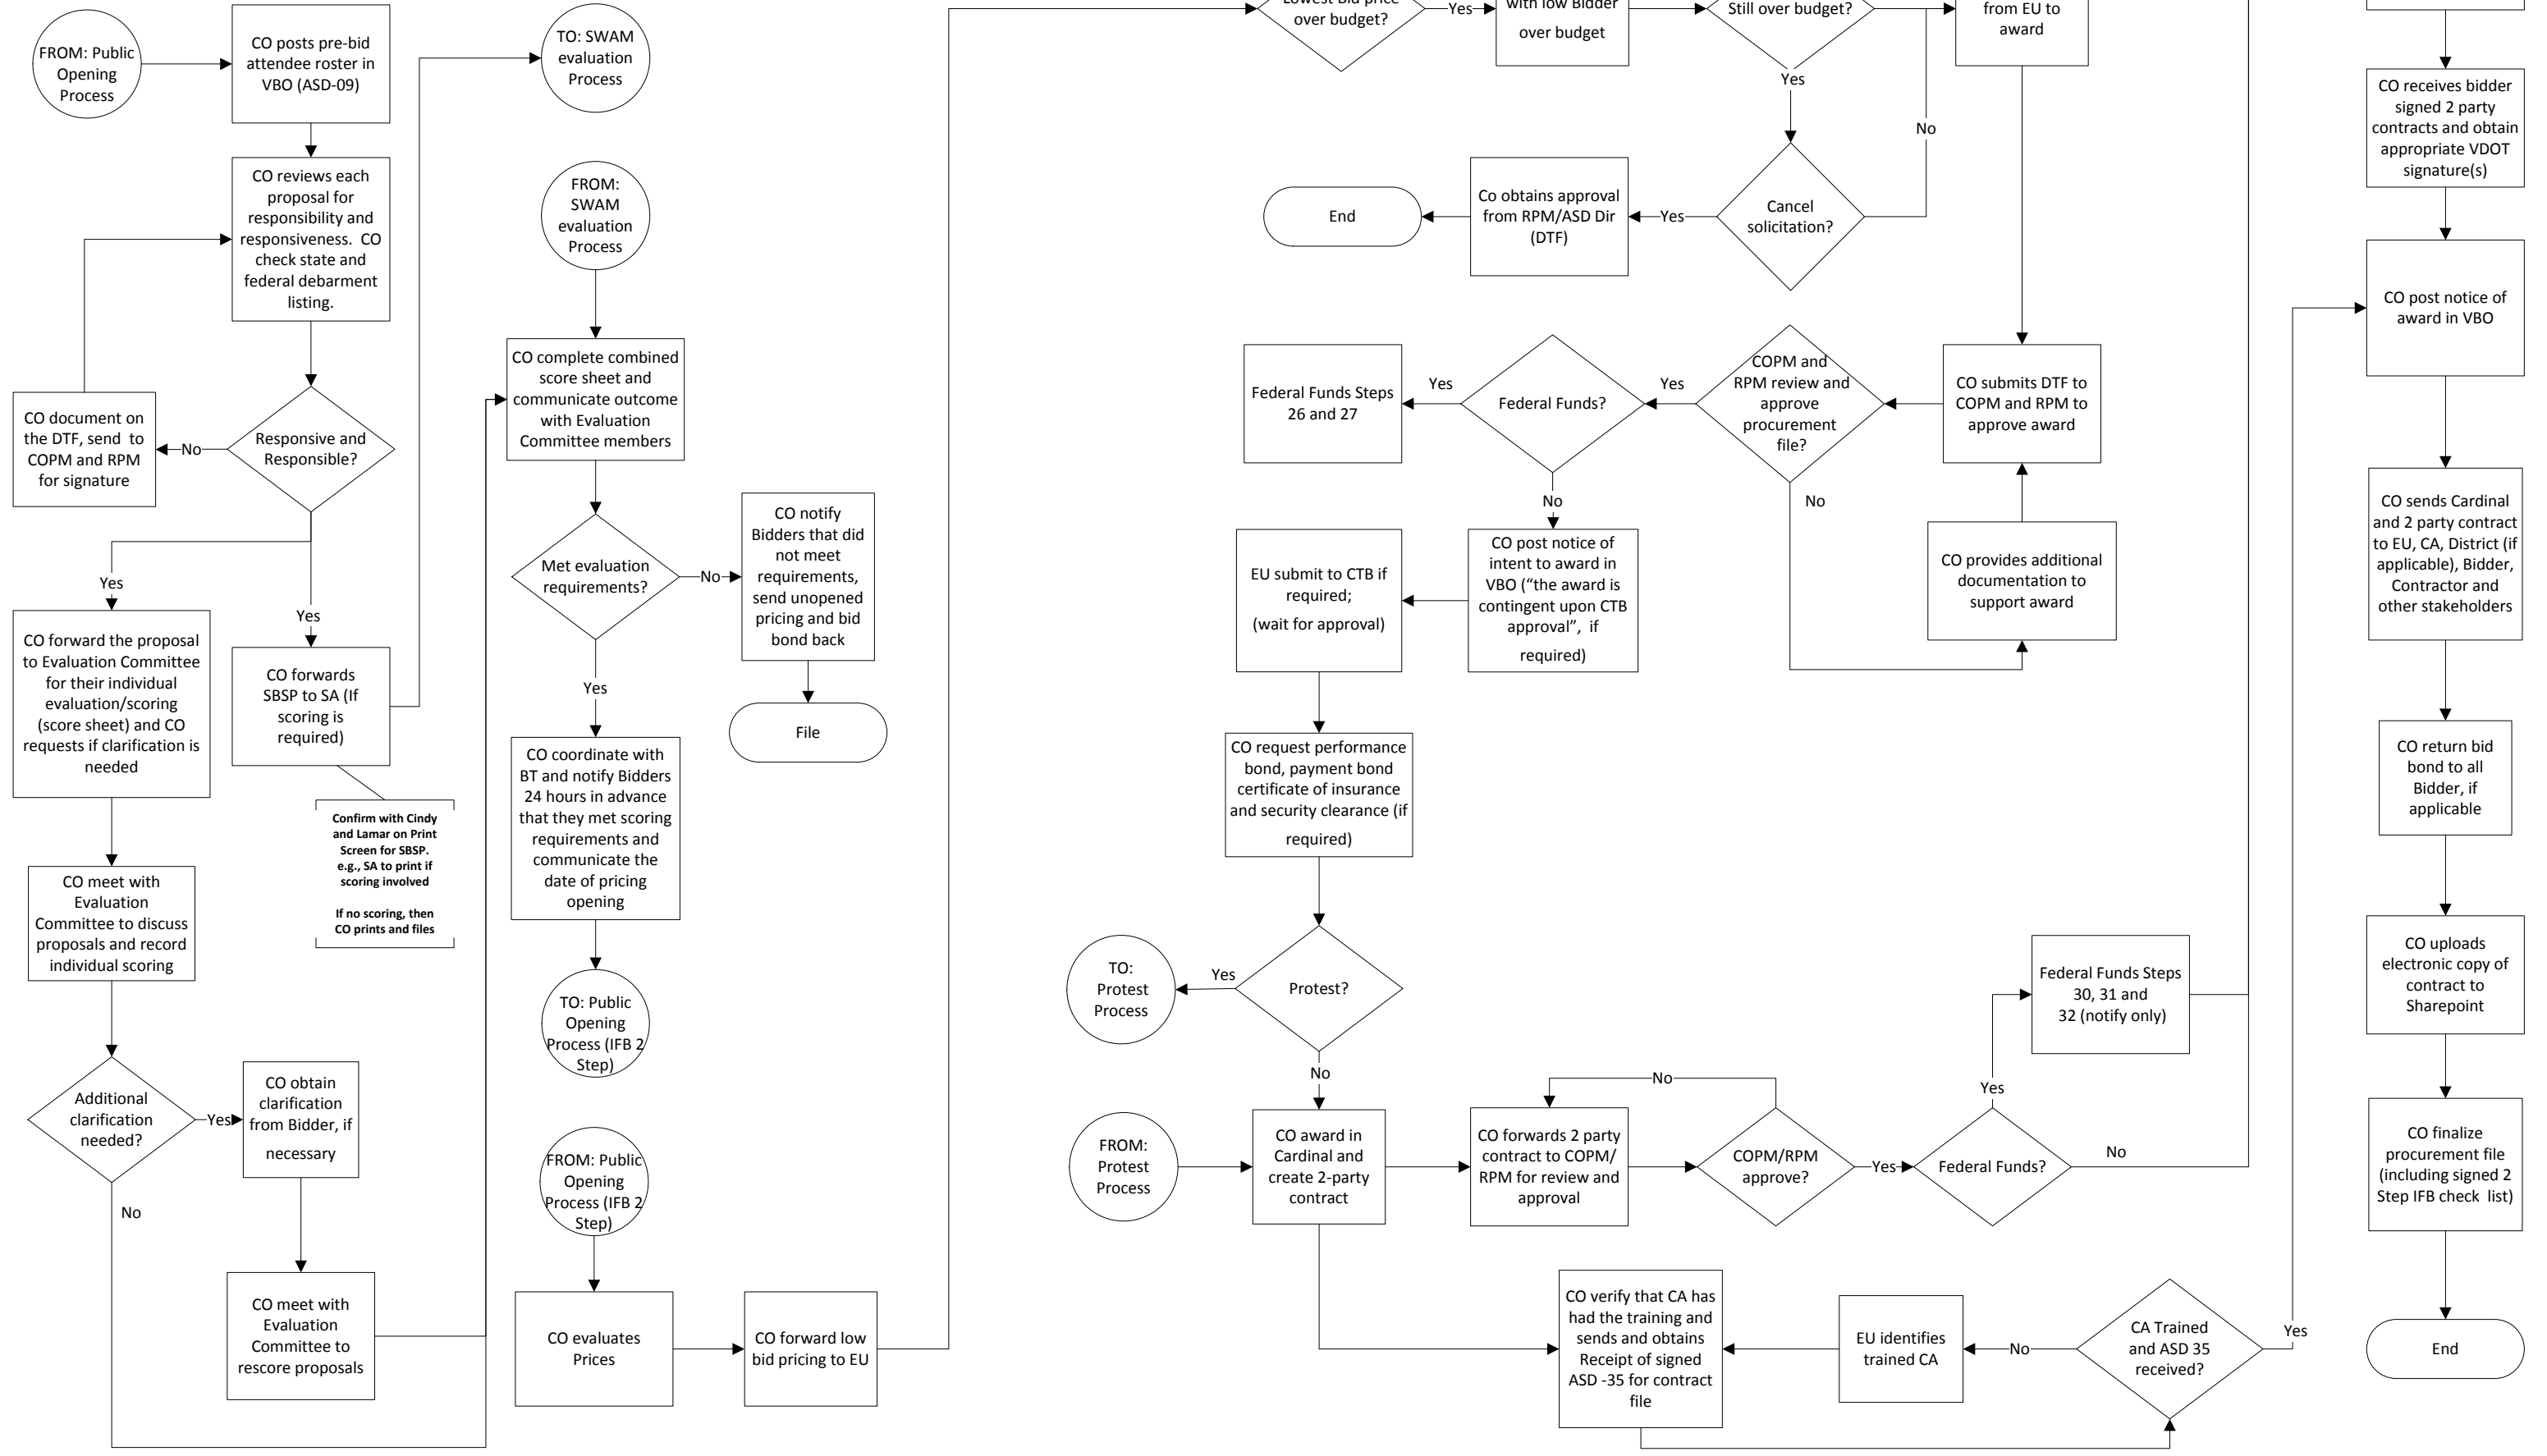 FROM: Public
Opening
Process
CO posts pre-bid
attendee roster in
VBO (ASD-09)
CO reviews each
proposal for
responsibility and
responsiveness.  CO
check state and
federal debarment
listing.
CO document on
the DTF, send  to
COPM and RPM
for signature
No
Responsive and
Responsible?
Yes
Yes
CO forward the proposal
to Evaluation Committee
for their individual
evaluation/scoring
(score sheet) and CO
requests if clarification is
needed
CO forwards
SBSP to SA (If
scoring is
required)
Confirm with Cindy
and Lamar on Print
Screen for SBSP.
e.g., SA to print if
scoring involved
If no scoring, then
CO prints and files
CO meet with
Evaluation
Committee to discuss
proposals and record
individual scoring
Additional
clarification
needed?
Yes
No
CO obtain
clarification
from Bidder, if
necessary
CO meet with
Evaluation
Committee to
rescore proposals
TO: SWAM
evaluation
Process
FROM:
SWAM
evaluation
Process
CO complete combined
score sheet and
communicate outcome
with Evaluation
Committee members
Met evaluation
requirements?
No
CO notify
Bidders that did
not meet
requirements,
send unopened
pricing and bid
bond back
File
Yes
CO coordinate with
BT and notify Bidders
24 hours in advance
that they met scoring
requirements and
communicate the
date of pricing
opening
TO: Public
Opening
Process (IFB 2
Step)
FROM: Public
Opening
Process (IFB 2
Step)
CO evaluates
Prices
CO forward low
bid pricing to EU
Lowest Bid price
over budget?
Yes
with low Bidder
over budget
Still over budget?
from EU to
award
Yes
No
Cancel
solicitation?
Yes
Co obtains approval
from RPM/ASD Dir
(DTF)
End
CO submits DTF to
COPM and RPM to
approve award
COPM and
RPM review and
approve
procurement
file?
Yes
No
CO provides additional
documentation to
support award
Federal Funds?
Yes
Federal Funds Steps
26 and 27
No
CO post notice of
intent to award in
VBO (“the award is
contingent upon CTB
approval”,  if
required)
EU submit to CTB if
required;
(wait for approval)
CO request performance
bond, payment bond
certificate of insurance
and security clearance (if
required)
Protest?
Yes
TO:
Protest
Process
No
FROM:
Protest
Process
CO award in
Cardinal and
create 2-party
contract
CO forwards 2 party
contract to COPM/
RPM for review and
approval
No
COPM/RPM
approve?
Yes
Federal Funds?
Yes
Federal Funds Steps
30, 31 and
32 (notify only)
No
CO verify that CA has
had the training and
sends and obtains
Receipt of signed
ASD -35 for contract
file
EU identifies
trained CA
No
CA Trained
and ASD 35
received?
Yes
CO receives bidder
signed 2 party
contracts and obtain
appropriate VDOT
signature(s)
CO post notice of
award in VBO
CO sends Cardinal
and 2 party contract
to EU, CA, District (if
applicable), Bidder,
Contractor and
other stakeholders
CO return bid
bond to all
Bidder, if
applicable
CO uploads
electronic copy of
contract to
Sharepoint
CO finalize
procurement file
(including signed 2
Step IFB check  list)
End